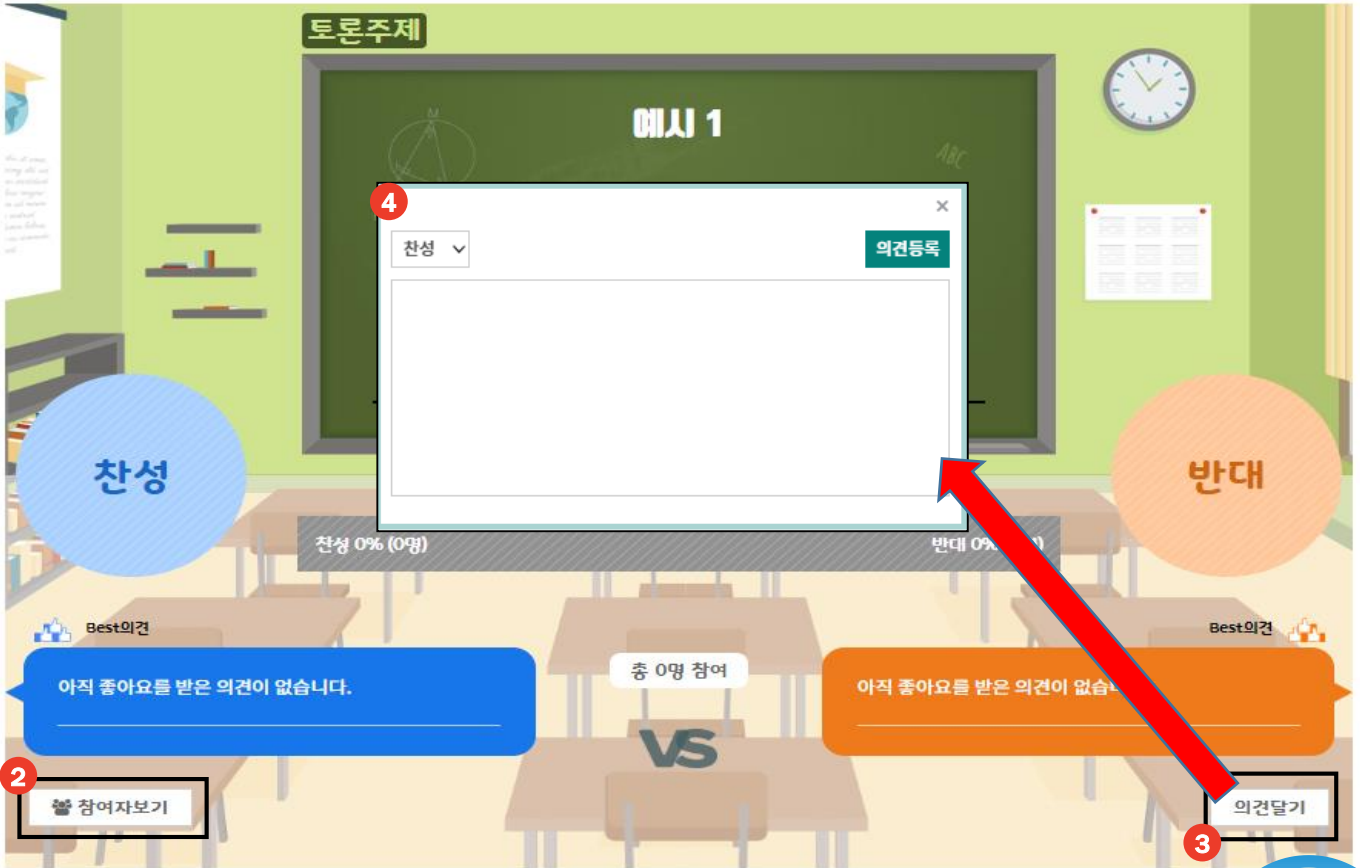 토론주제
예시 1
ABC
4
×
찬성
의견등록
찬성
반대
찬성 0% (0명)
반대 0%
Best의견
Best의견
아직 좋아요를 받은 의견이 없습니다.
총 0명 참여
아직 좋아요를 받은 의견이 없습
VS
2
참여자보기
의견달기
3